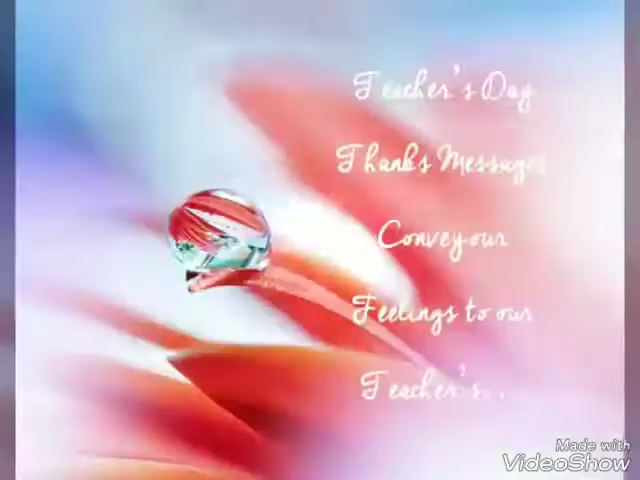 Teacher's Day
Thanks Messages
Convey our
Feelings to our
Teacher's...
Made with
VideoShow